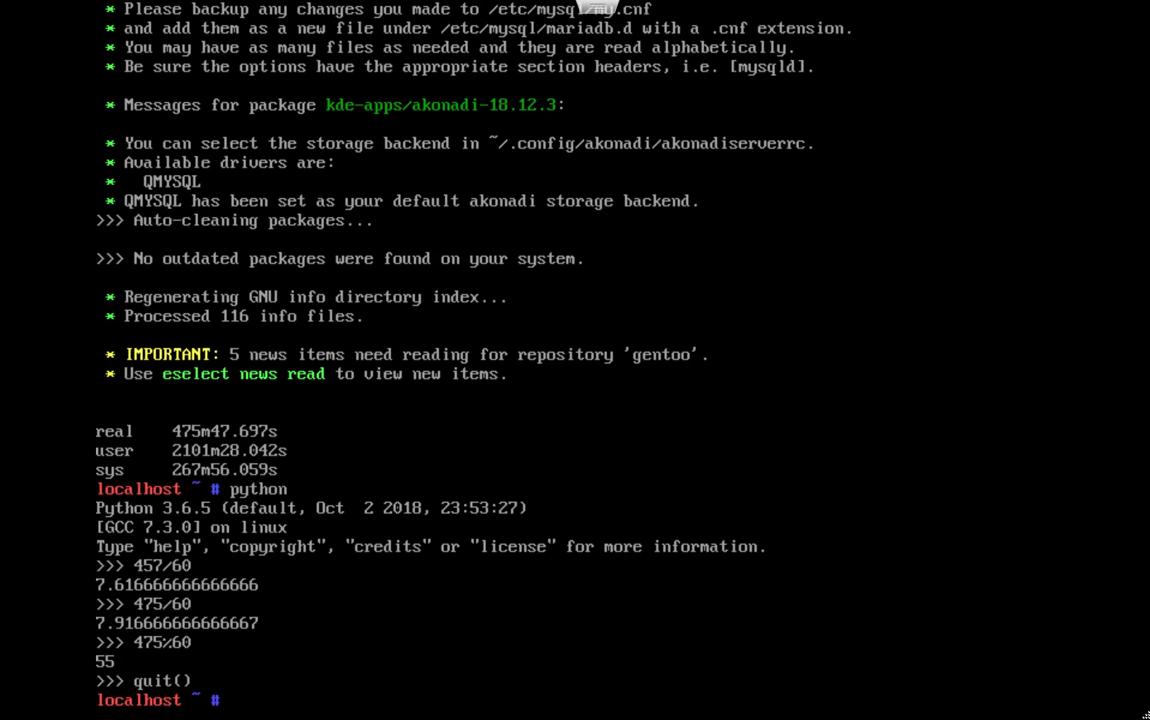 * Please backup any changes you made to /etc/mysql/my.cnf
* and add them as a new file under /etc/mysql/mariadb.d with a .cnf extension.
* You may have as many files as needed and they are read alphabetically.
* Be sure the options have the appropriate section headers, i.e. [mysqld].
* Messages for package kde-apps/akonadi-18.12.3:
* You can select the storage backend in ~/.config/akonadi/akonadiserverrc.
* Available drivers are:
*   QMYSQL
* QMYSQL has been set as your default akonadi storage backend.
>>> Auto-cleaning packages...
>>> No outdated packages were found on your system.
* Regenerating GNU info directory index...
* Processed 116 info files.
* IMPORTANT: 5 news items need reading for repository 'gentoo'.
* Use eselect news read to view new items.
real    475m47.697s
user    2101m28.042s
sys     267m56.059s
localhost ~ # python
Python 3.6.5 (default, Oct  2 2018, 23:53:27)
[GCC 7.3.0] on linux
Type "help", "copyright", "credits" or "license" for more information.
>>> 457/60
7.616666666666666
>>> 475/60
7.916666666666667
>>> 475%60
55
>>> quit()
localhost ~ #